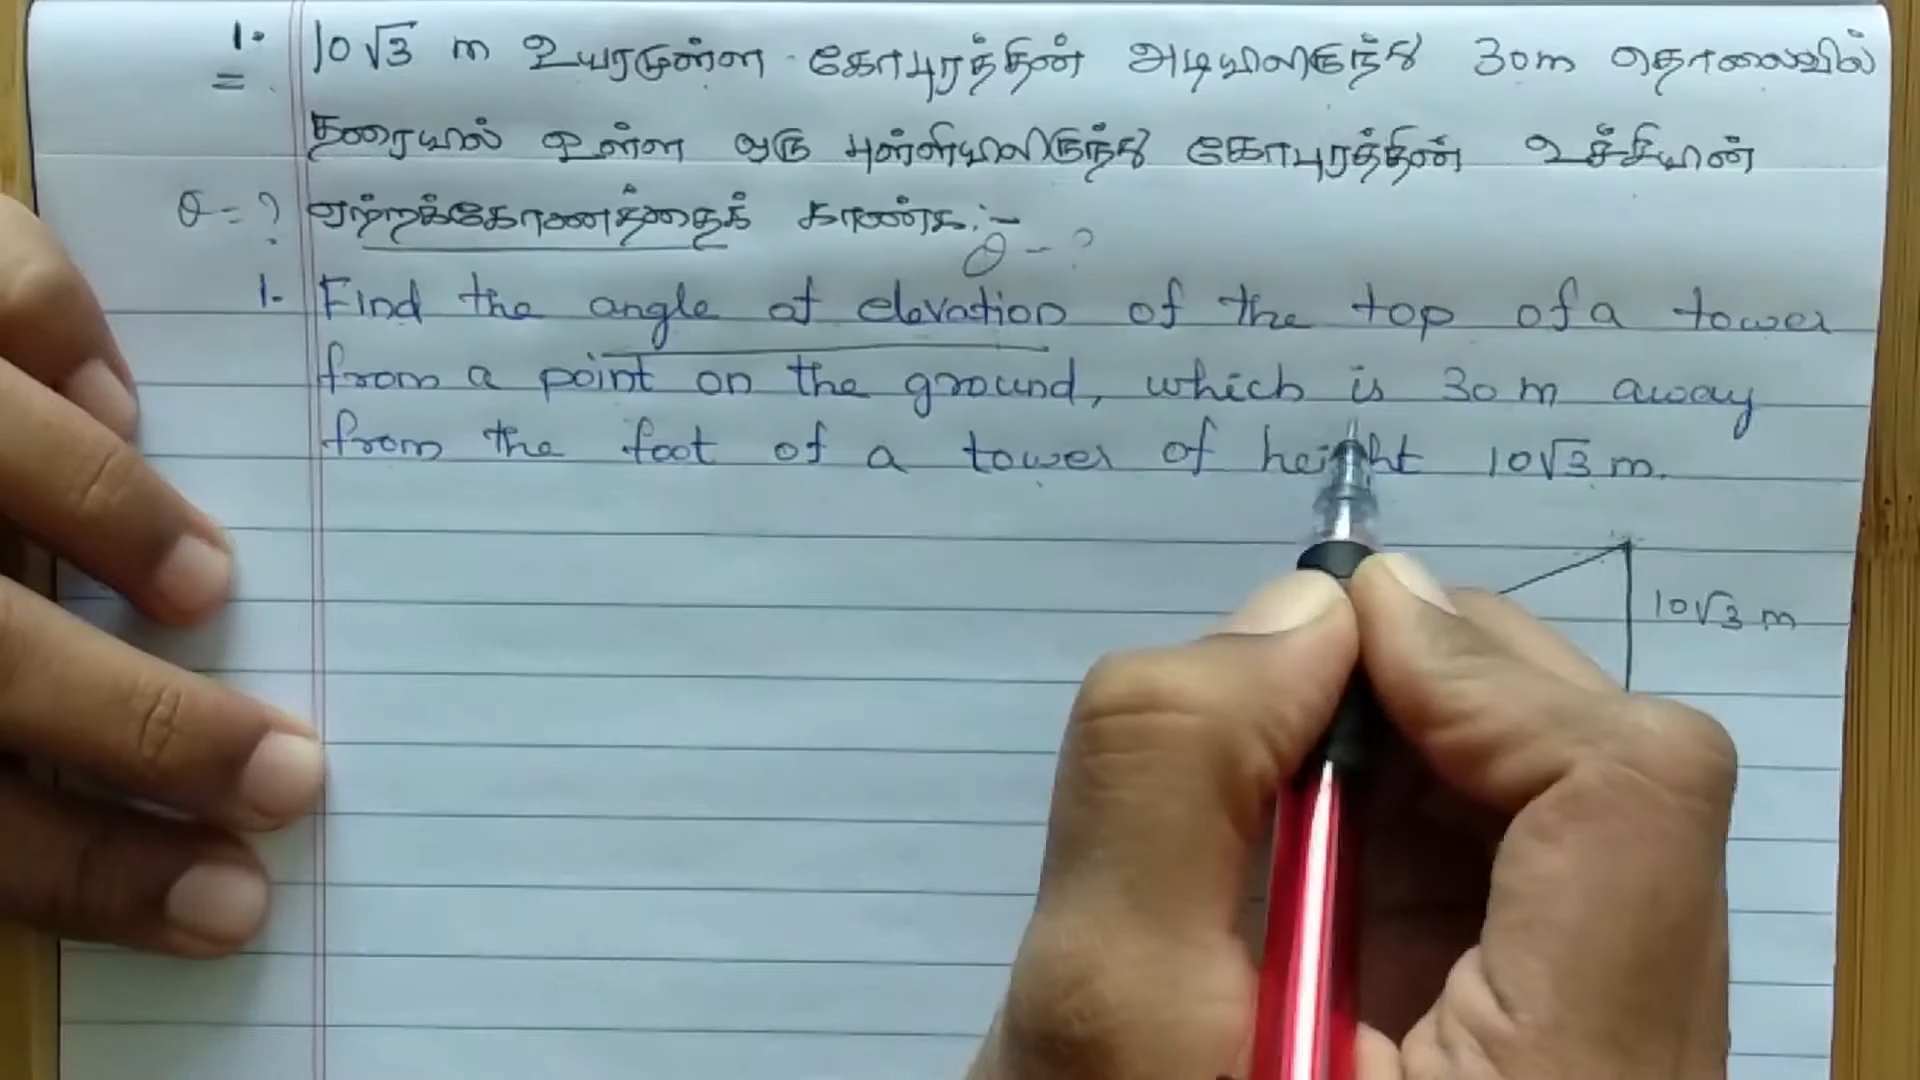 1. 10√3 m உயரமுள்ள கோபுரத்தின் அடியிலிருந்து 30m தொலைவில்
தரையில் உள்ள ஒரு புள்ளியிலிருந்து கோபுரத்தின் உச்சியின்
θ = ? ஏற்றக்கோணத்தைக் காண்க:-
θ - ?
1. Find the angle of elevation of the top of a tower
from a point on the ground, which is 30 m away
from the foot of a tower of height 10√3 m.
10√3 m